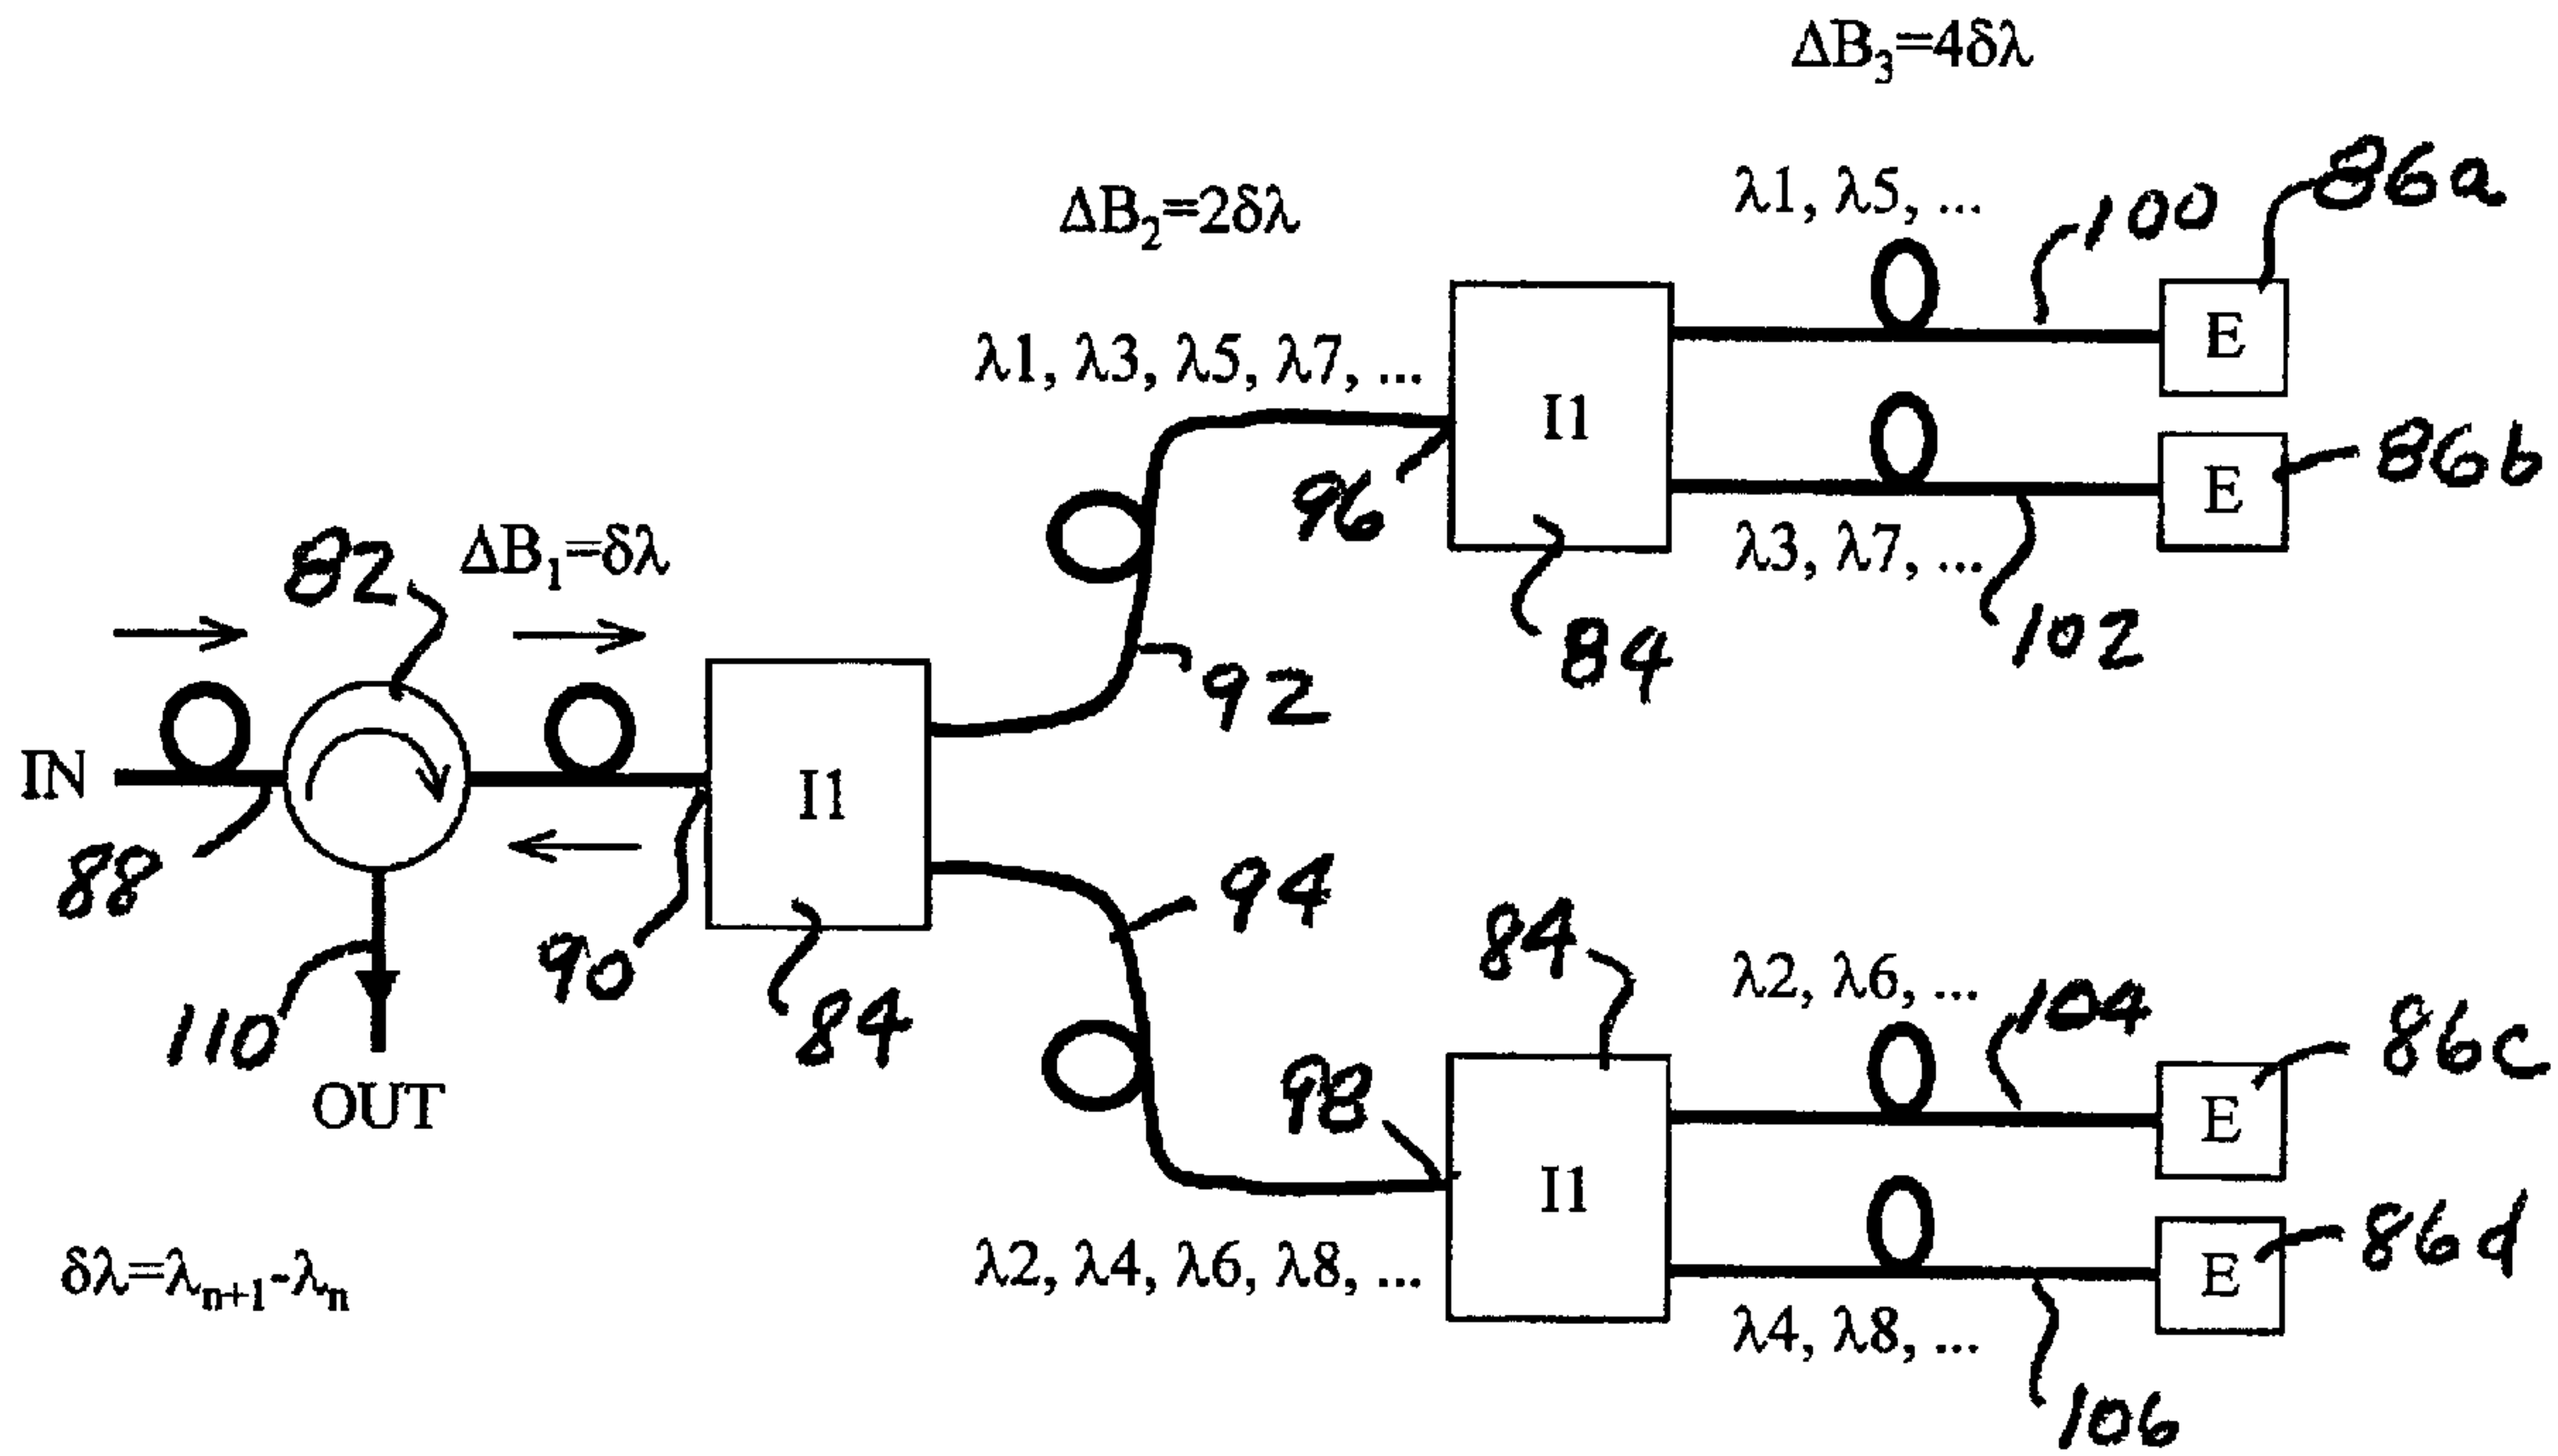 ΔB₃=4δλ
86a
λ1, λ5, ...
100
ΔB₂=2δλ
E
λ1, λ3, λ5, λ7, ...
I1
86b
96
E
82
ΔB₁=δλ
λ3, λ7, ...
84
102
92
IN
I1
88
94
90
84
84
λ2, λ6, ...
104
110
86c
OUT
98
E
I1
86d
δλ=λₙ₊₁-λₙ
λ2, λ4, λ6, λ8, ...
E
λ4, λ8, ...
106